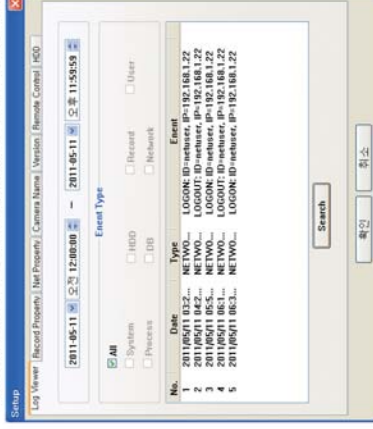 Setup
Log Viewer Record Property Net Property Camera Name Version Remote Control HDD
2011-05-11 오전 12:00:00 — 2011-05-11 오후 11:59:59
Enent Type
All
System HDD Record User
Process DB Network
No. Date Type Enent
1 2011/05/11 03:2... NETWO... LOGON: ID=netuser, IP=192.168.1.22
2 2011/05/11 04:2... NETWO... LOGOUT: ID=netuser, IP=192.168.1.22
3 2011/05/11 05:5... NETWO... LOGON: ID=netuser, IP=192.168.1.22
4 2011/05/11 06:1... NETWO... LOGOUT: ID=netuser, IP=192.168.1.22
5 2011/05/11 06:3... NETWO... LOGON: ID=netuser, IP=192.168.1.22
Search
확인 취소